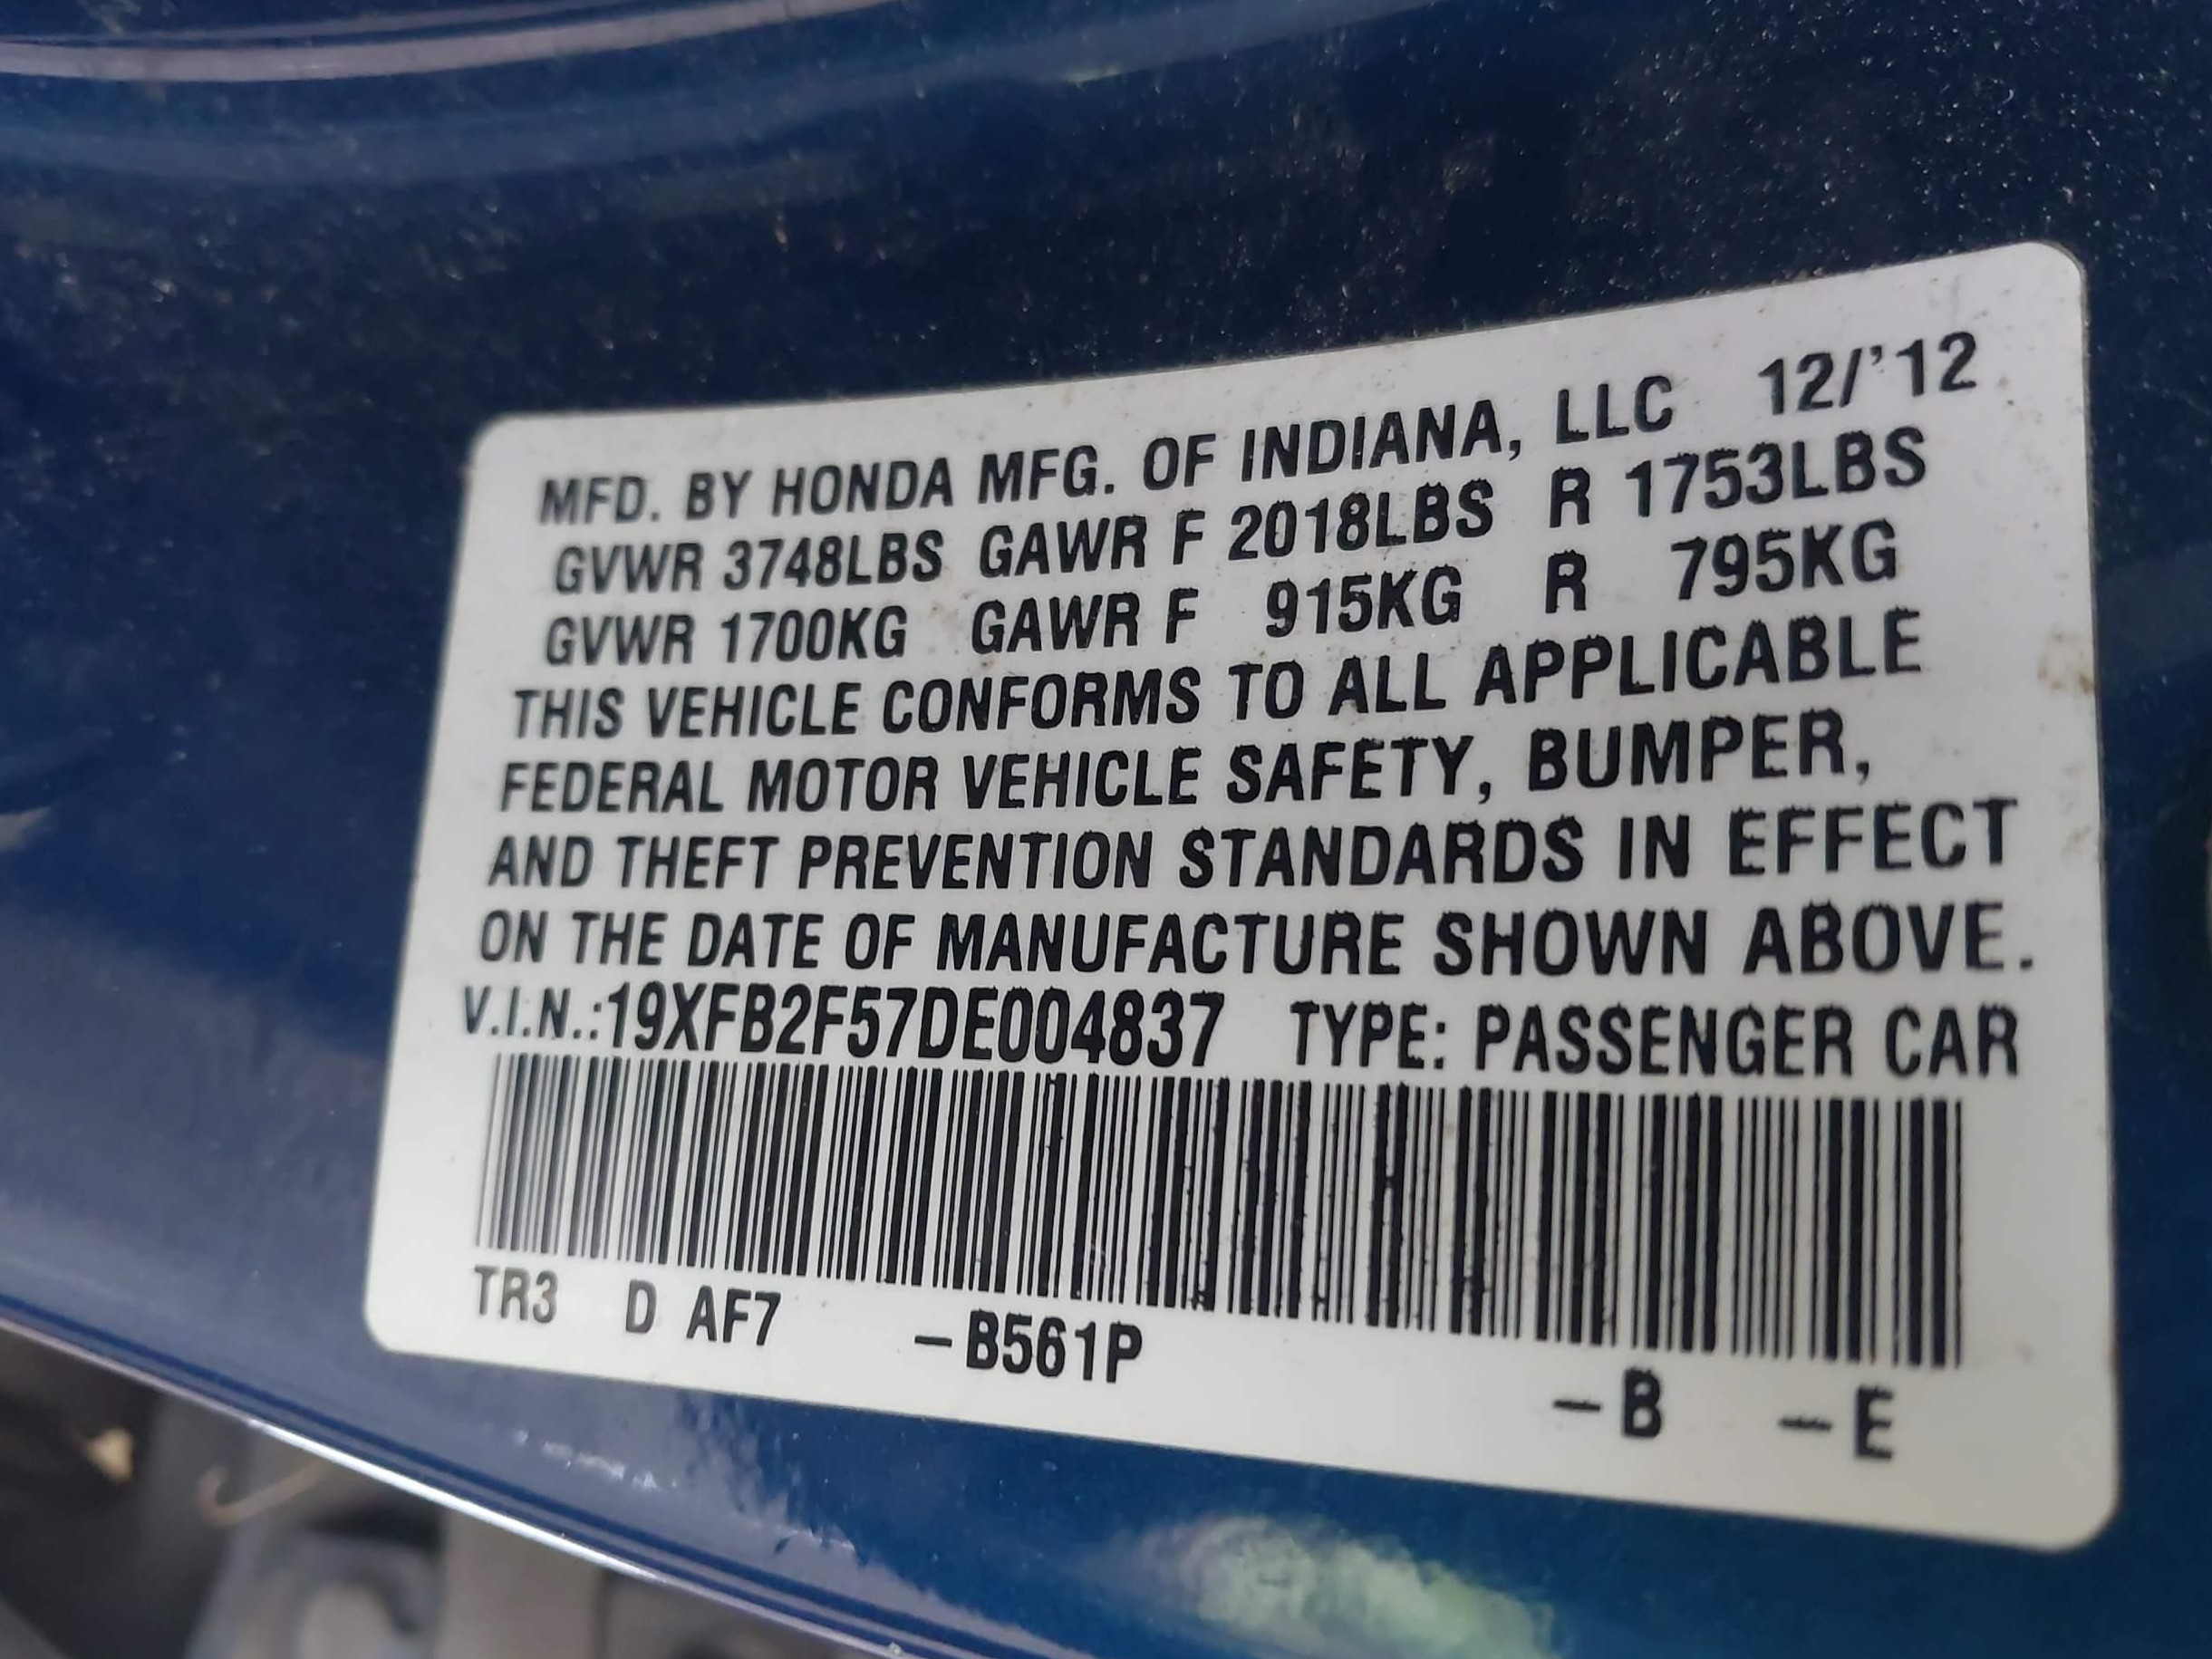 MFD. BY HONDA MFG. OF INDIANA, LLC 12/'12
GVWR 3748LBS GAWR F 2018LBS R 1753LBS
GVWR 1700KG GAWR F 915KG R 795KG
THIS VEHICLE CONFORMS TO ALL APPLICABLE
FEDERAL MOTOR VEHICLE SAFETY, BUMPER,
AND THEFT PREVENTION STANDARDS IN EFFECT
ON THE DATE OF MANUFACTURE SHOWN ABOVE.
V.I.N.:19XFB2F57DE004837 TYPE: PASSENGER CAR
TR3 D AF7 –B561P –B –E